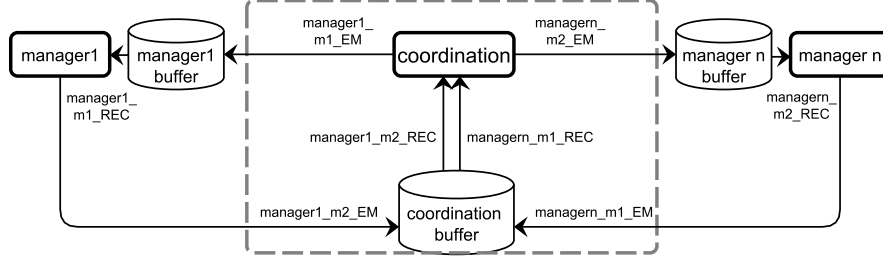 manager1_
m1_EM
managern_
m2_EM
manager1
manager1
buffer
coordination
manager n
buffer
manager n
manager1_
m1_REC
managern_
m2_REC
manager1_m2_REC
managern_m1_REC
manager1_m2_EM
coordination
buffer
managern_m1_EM